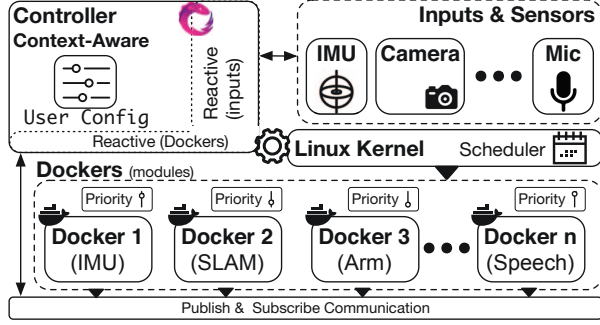 Controller
Context-Aware
User Config
Reactive
(inputs)
Reactive (Dockers)
Inputs & Sensors
IMU
Camera
Mic
Linux Kernel
Scheduler
Dockers (modules)
Priority
Docker 1
(IMU)
Priority
Docker 2
(SLAM)
Priority
Docker 3
(Arm)
Priority
Docker n
(Speech)
Publish & Subscribe Communication